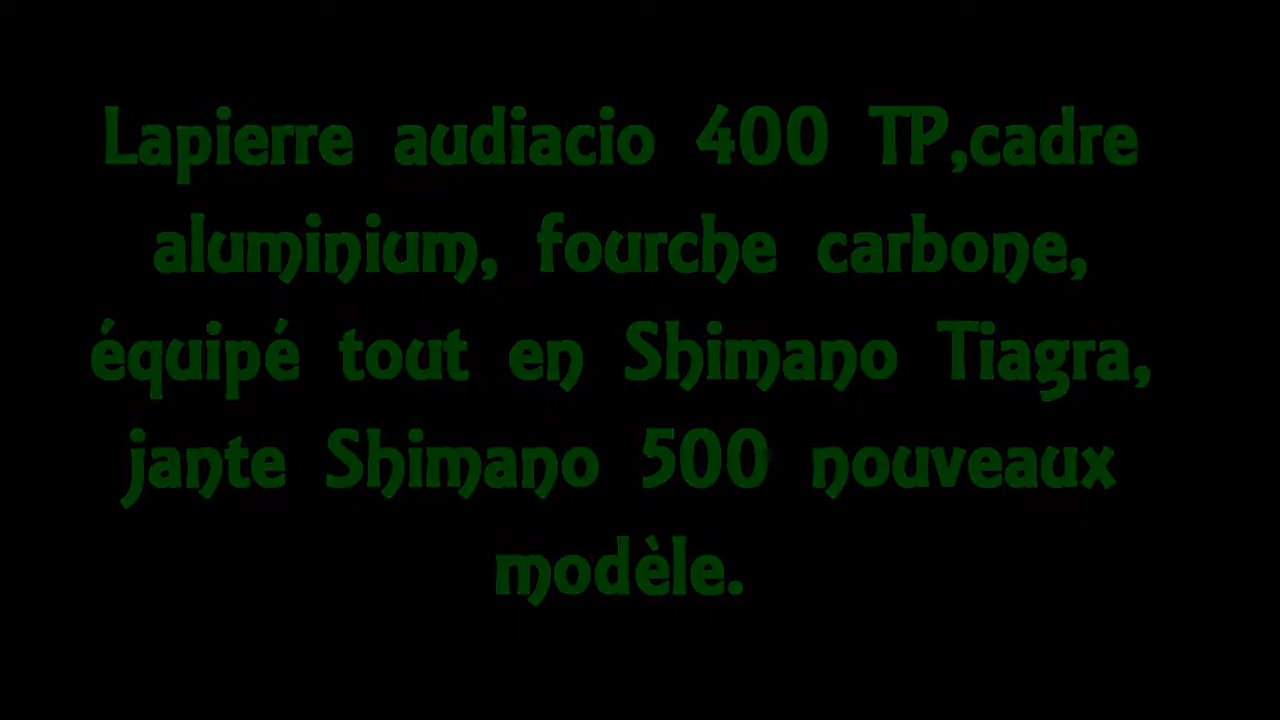 Lapierre audiacio 400 TP,cadre
aluminium, fourche carbone,
équipé tout en Shimano Tiagra,
jante Shimano 500 nouveaux
modèle.